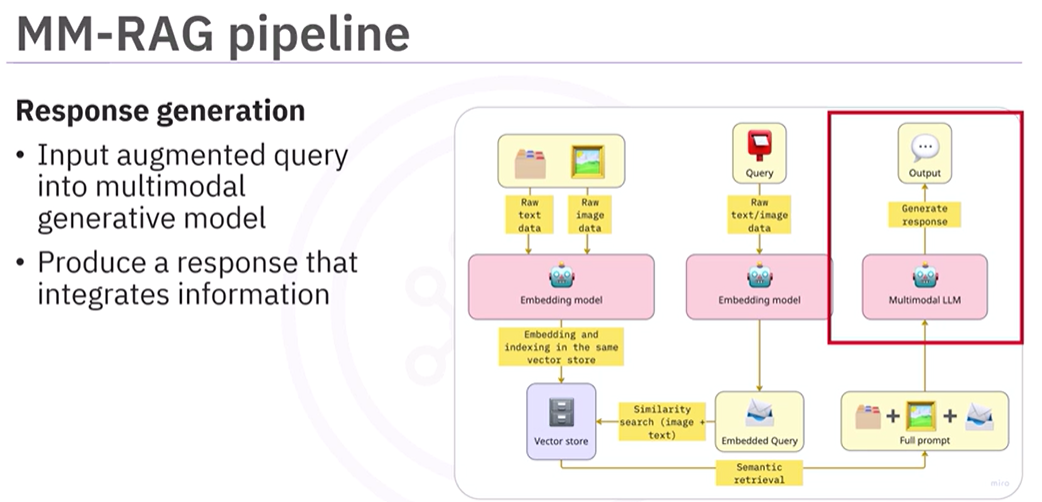 MM-RAG pipeline
Response generation
• Input augmented query
into multimodal
generative model
• Produce a response that
integrates information
Raw
text
data
Raw
image
data
Embedding model
Embedding and
indexing in the same
vector store
Vector store
Query
Raw
text/image
data
Embedding model
Similarity
search (image +
text)
Embedded Query
Semantic
retrieval
Output
Generate
response
Multimodal LLM
+
+
Full prompt
miro